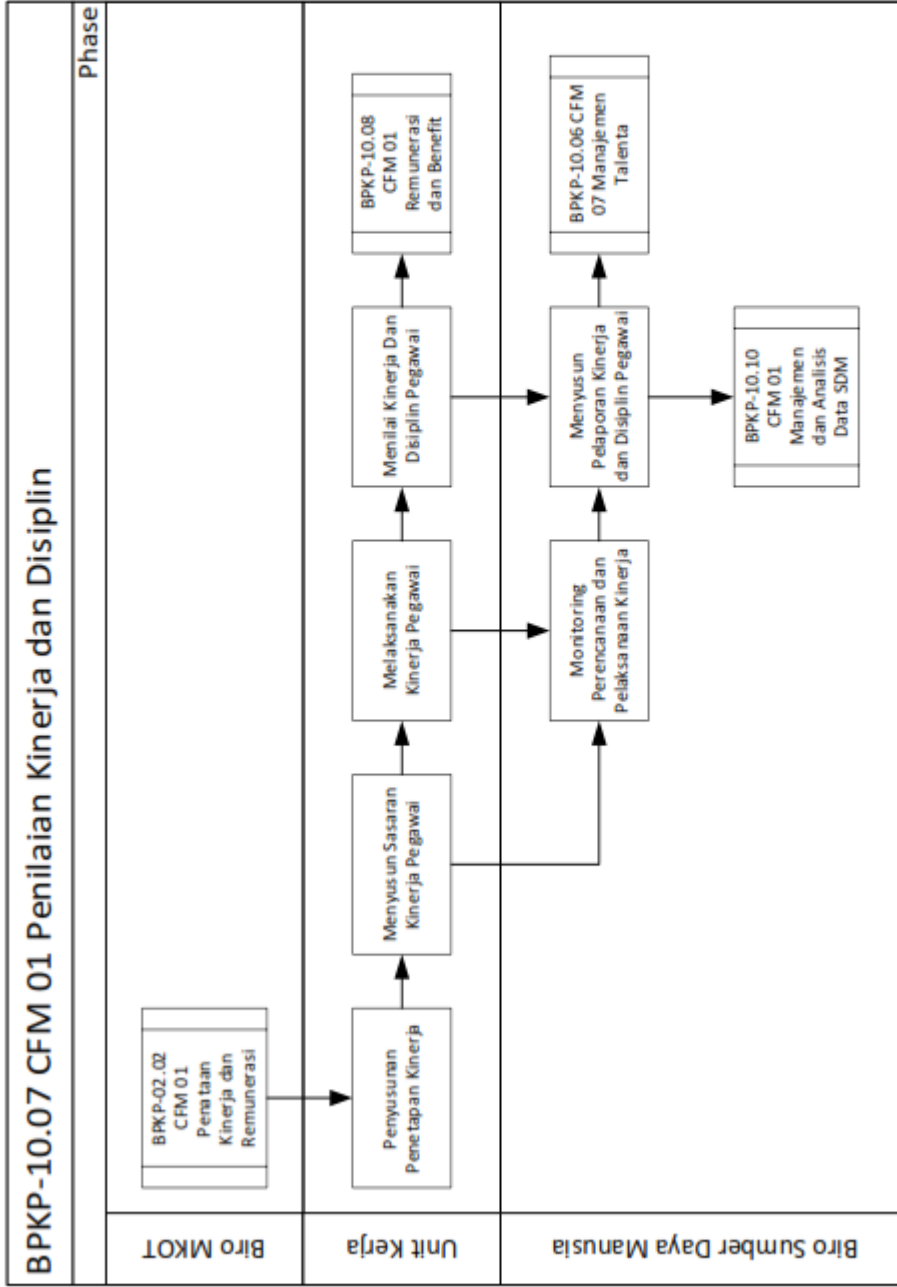 BPKP-10.07 CFM 01 Penilaian Kinerja dan Disiplin
Phase
Biro MKOT
BPKP-02.02
CFM 01
Penataan
Kinerja dan
Remunerasi
Unit Kerja
Penyusunan
Penetapan Kinerja
Menyusun Sasaran
Kinerja Pegawai
Melaksanakan
Kinerja Pegawai
Menilai Kinerja Dan
Disiplin Pegawai
BPKP-10.08
CFM 01
Remunerasi
dan Benefit
Biro Sumber Daya Manusia
Monitoring
Perencanaan dan
Pelaksanaan Kinerja
Menyusun
Pelaporan Kinerja
dan Disiplin Pegawai
BPKP-10.06 CFM
07 Manajemen
Talenta
BPKP-10.10
CFM 01
Manajemen
dan Analisis
Data SDM